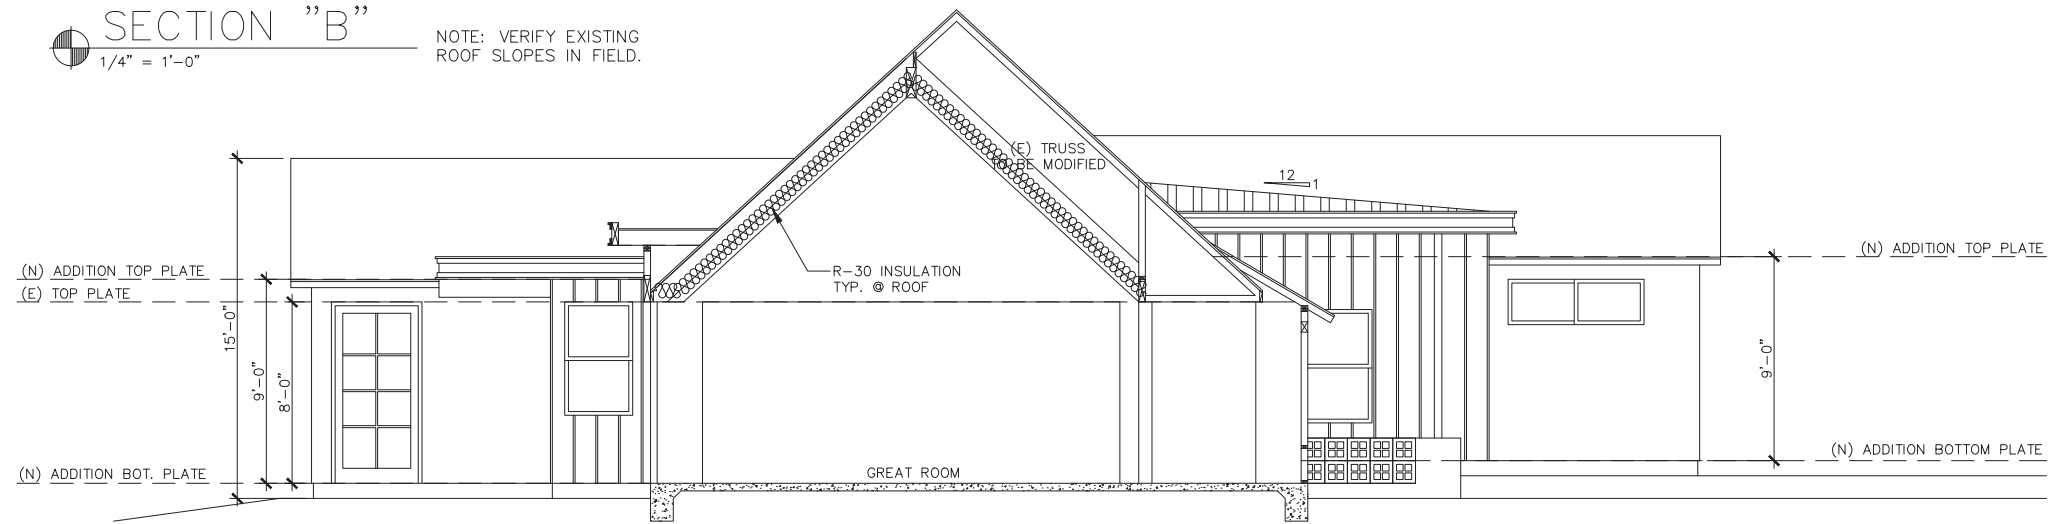 SECTION "B"
1/4" = 1'-0"
NOTE: VERIFY EXISTING
ROOF SLOPES IN FIELD.
(E) TRUSS
TO BE MODIFIED
12
1
(N) ADDITION TOP PLATE
(E) TOP PLATE
(N) ADDITION TOP PLATE
R-30 INSULATION
TYP. @ ROOF
15'-0"
9'-0"
8'-0"
9'-0"
(N) ADDITION BOT. PLATE
GREAT ROOM
(N) ADDITION BOTTOM PLATE